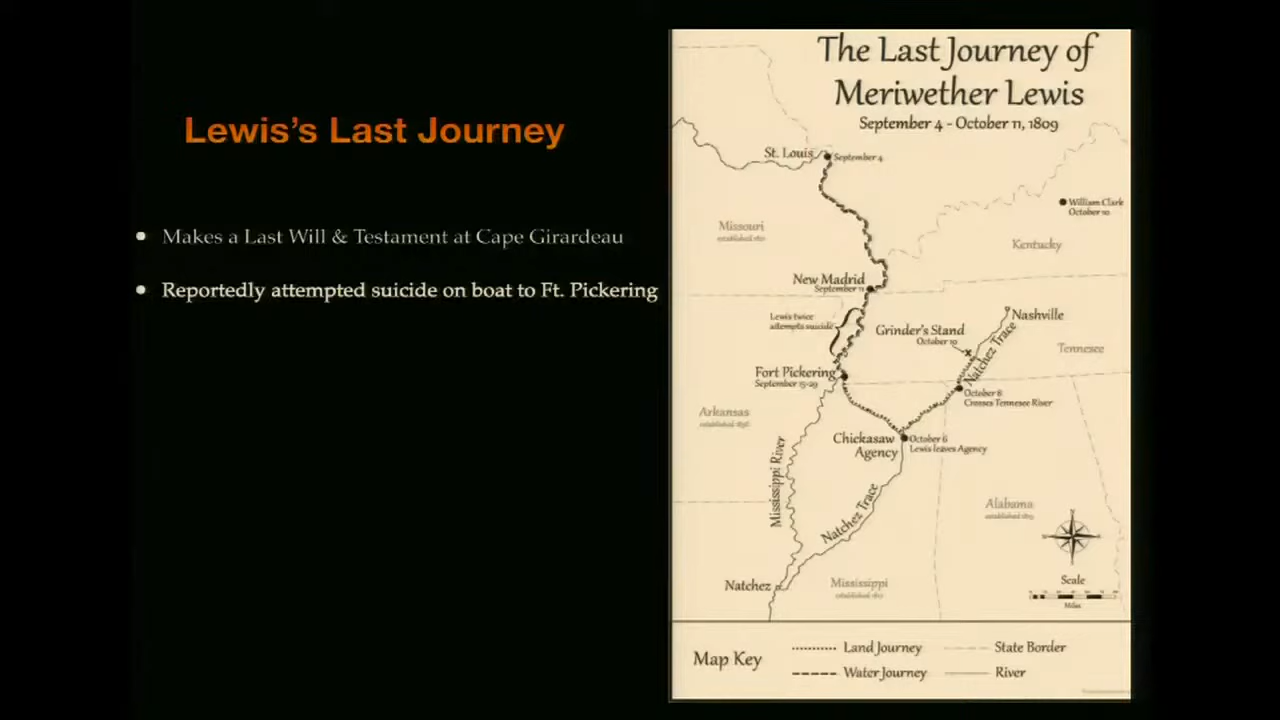 Lewis's Last Journey
Makes a Last Will & Testament at Cape Girardeau
Reportedly attempted suicide on boat to Ft. Pickering
The Last Journey of
Meriwether Lewis
September 4 - October 11, 1809
St. Louis
September 4
William Clark
October 10
Missouri
Kentucky
New Madrid
September 11
Lewis twice
attempts suicide
Nashville
Grinder's Stand
October 10
Natchez Trace
Tennessee
Fort Pickering
September 15-29
October 8
Crosses Tennessee River
Arkansas
Chickasaw
Agency
October 6
Lewis leaves Agency
Mississippi River
Natchez Trace
Alabama
Natchez
Mississippi
Scale
Miles
Map Key
Land Journey
State Border
Water Journey
River